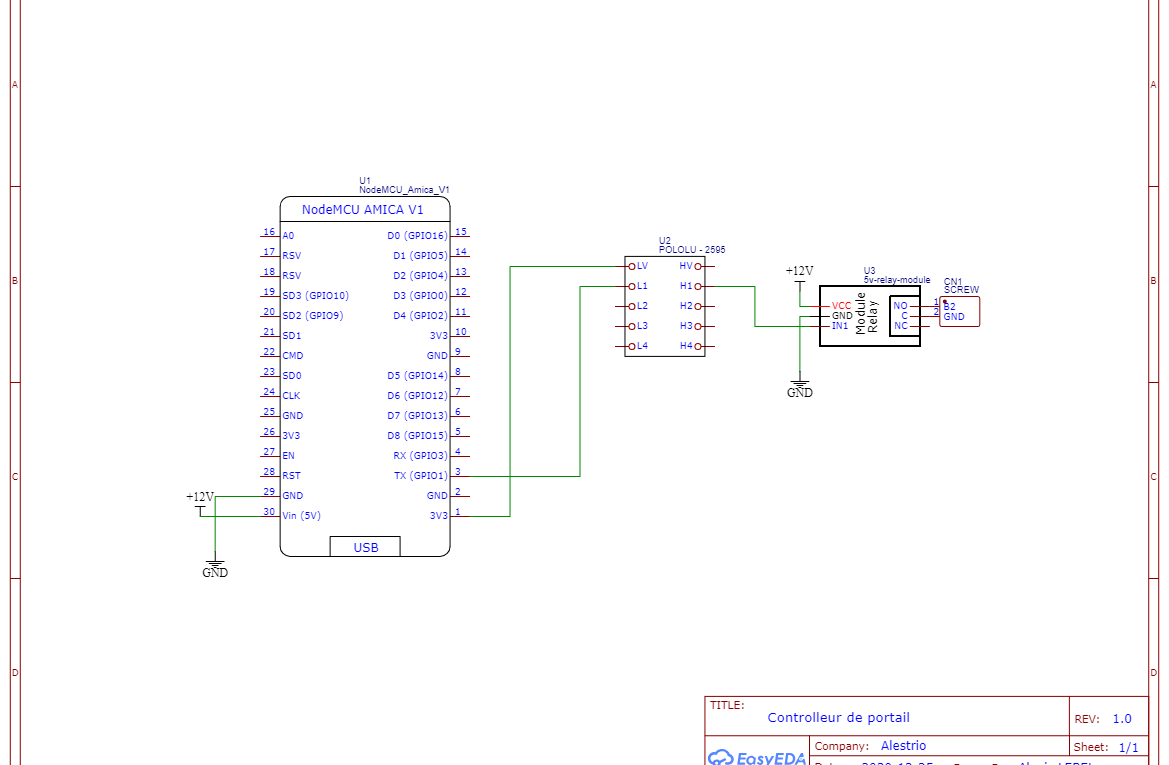 A
A
B
B
C
C
D
D
U1
NodeMCU_Amica_V1
NodeMCU AMICA V1
16 A0
17 RSV
18 RSV
19 SD3 (GPIO10)
20 SD2 (GPIO9)
21 SD1
22 CMD
23 SD0
24 CLK
25 GND
26 3V3
27 EN
28 RST
29 GND
30 Vin (5V)
D0 (GPIO16) 15
D1 (GPIO5) 14
D2 (GPIO4) 13
D3 (GPIO0) 12
D4 (GPIO2) 11
3V3 10
GND 9
D5 (GPIO14) 8
D6 (GPIO12) 7
D7 (GPIO13) 6
D8 (GPIO15) 5
RX (GPIO3) 4
TX (GPIO1) 3
GND 2
3V3 1
USB
+12V
GND
U2
POLOLU - 2595
LV HV
L1 H1
L2 H2
L3 H3
L4 H4
+12V
GND
U3
5v-relay-module
VCC
GND
IN1
Module
Relay
NO
C
NC
CN1
SCREW
1 B2
2 GND
TITLE:
Controlleur de portail
REV: 1.0
EasyEDA
Company: Alestrio
Sheet: 1/1